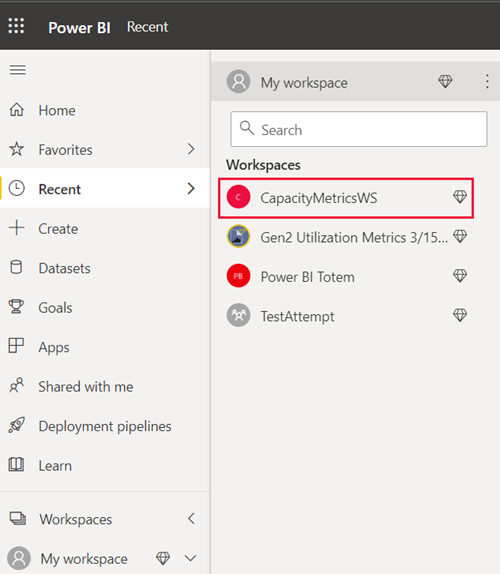 Power BI Recent
Home
Favorites
Recent
Create
Datasets
Goals
Apps
Shared with me
Deployment pipelines
Learn
Workspaces
My workspace
My workspace
Search
Workspaces
C CapacityMetricsWS
Gen2 Utilization Metrics 3/15...
PB Power BI Totem
TestAttempt